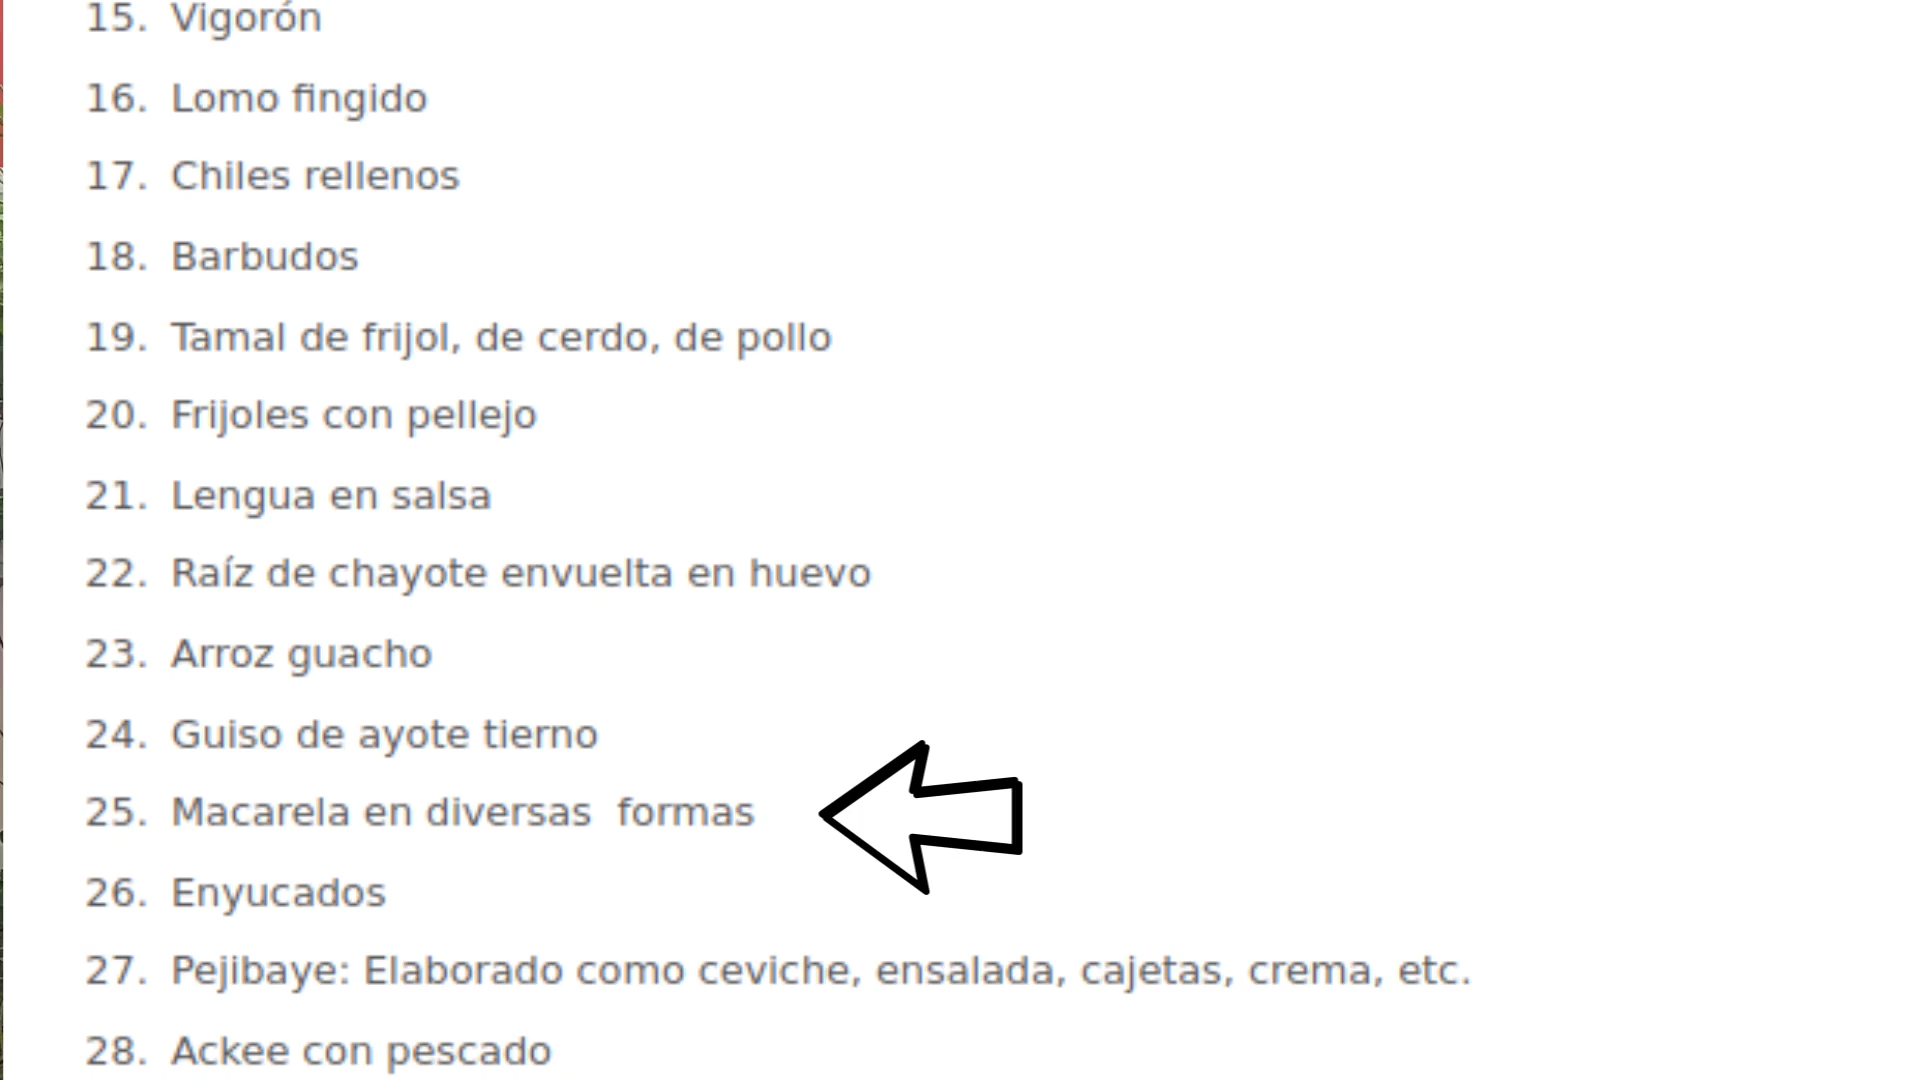 15. Vigorón
16. Lomo fingido
17. Chiles rellenos
18. Barbudos
19. Tamal de frijol, de cerdo, de pollo
20. Frijoles con pellejo
21. Lengua en salsa
22. Raíz de chayote envuelta en huevo
23. Arroz guacho
24. Guiso de ayote tierno
25. Macarela en diversas  formas
26. Enyucados
27. Pejibaye: Elaborado como ceviche, ensalada, cajetas, crema, etc.
28. Ackee con pescado